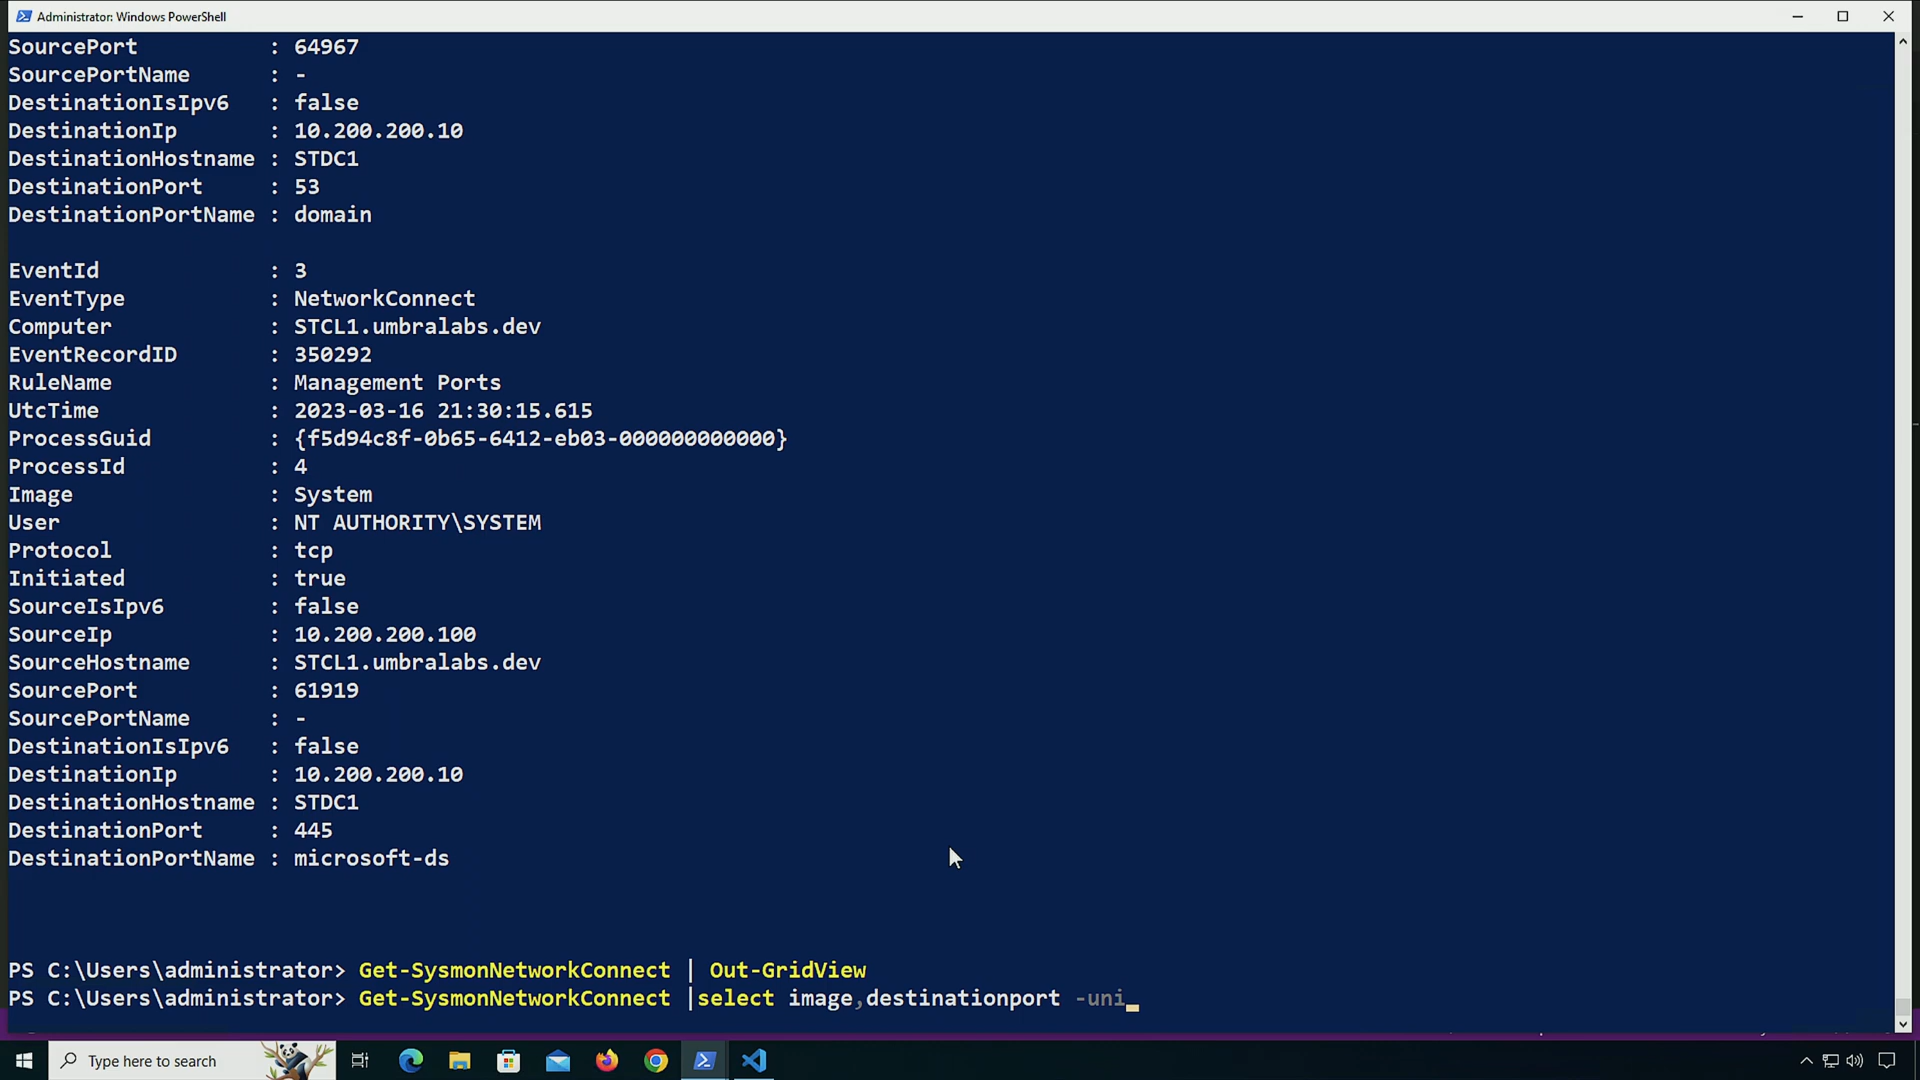 Administrator: Windows PowerShell
SourcePort : 64967
SourcePortName : -
DestinationIsIpv6 : false
DestinationIp : 10.200.200.10
DestinationHostname : STDC1
DestinationPort : 53
DestinationPortName : domain
EventId : 3
EventType : NetworkConnect
Computer : STCL1.umbralabs.dev
EventRecordID : 350292
RuleName : Management Ports
UtcTime : 2023-03-16 21:30:15.615
ProcessGuid : {f5d94c8f-0b65-6412-eb03-000000000000}
ProcessId : 4
Image : System
User : NT AUTHORITY\SYSTEM
Protocol : tcp
Initiated : true
SourceIsIpv6 : false
SourceIp : 10.200.200.100
SourceHostname : STCL1.umbralabs.dev
SourcePort : 61919
SourcePortName : -
DestinationIsIpv6 : false
DestinationIp : 10.200.200.10
DestinationHostname : STDC1
DestinationPort : 445
DestinationPortName : microsoft-ds
PS C:\Users\administrator> Get-SysmonNetworkConnect | Out-GridView
PS C:\Users\administrator> Get-SysmonNetworkConnect |select image,destinationport -uni
Type here to search